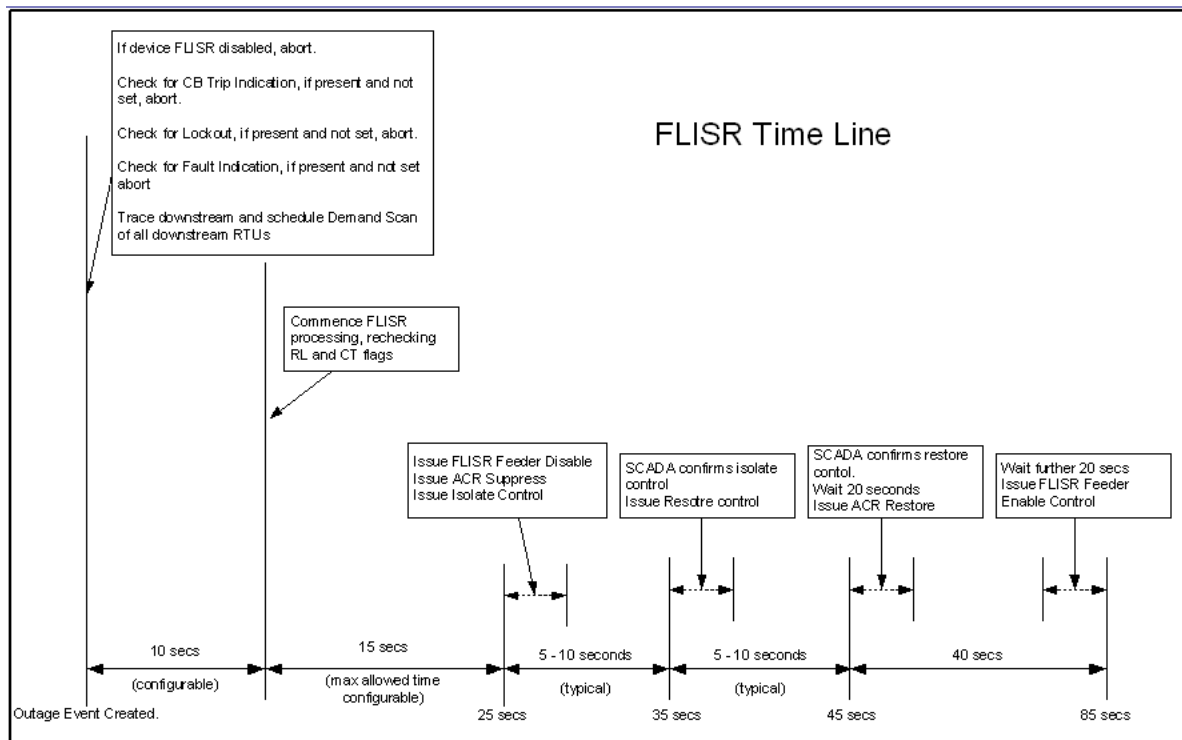 If device FLISR disabled, abort.
Check for CB Trip Indication, if present and not
set, abort.
Check for Lockout, if present and not set, abort.
Check for Fault Indication, if present and not set
abort
Trace downstream and schedule Demand Scan
of all downstream RTUs
FLISR Time Line
Commence FLISR
processing, rechecking
RL and CT flags
Issue FLISR Feeder Disable
Issue ACR Suppress
Issue Isolate Control
SCADA confirms isolate
control
Issue Resotre control
SCADA confirms restore
contol.
Wait 20 seconds
Issue ACR Restore
Wait further 20 secs
Issue FLISR Feeder
Enable Control
10 secs
(configurable)
15 secs
(max allowed time
configurable)
5 - 10 seconds
(typical)
5 - 10 seconds
(typical)
40 secs
Outage Event Created.
25 secs
35 secs
45 secs
85 secs